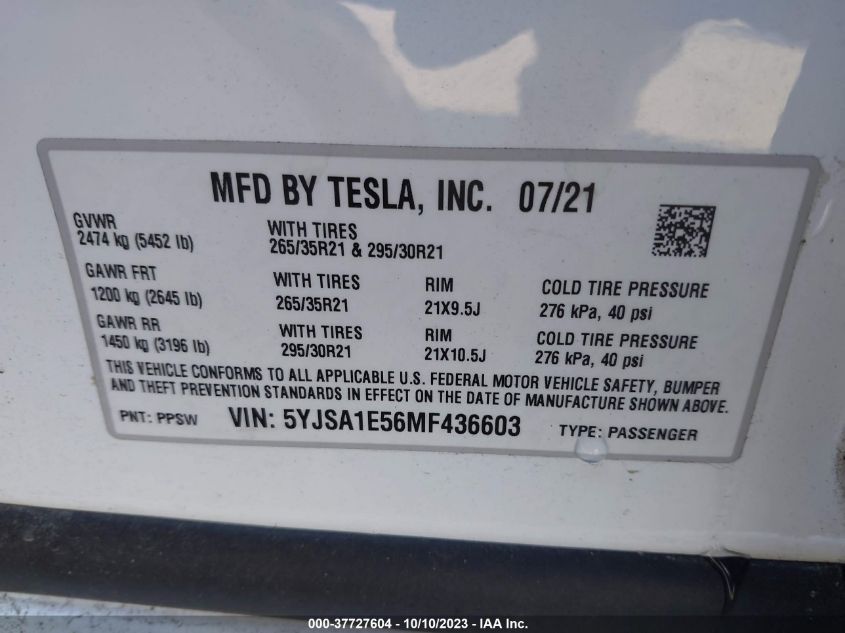 MFD BY TESLA, INC. 07/21
GVWR
2474 kg (5452 lb)
WITH TIRES
265/35R21 & 295/30R21
GAWR FRT
1200 kg (2645 lb)
WITH TIRES
265/35R21
RIM
21X9.5J
COLD TIRE PRESSURE
276 kPa, 40 psi
GAWR RR
1450 kg (3196 lb)
WITH TIRES
295/30R21
RIM
21X10.5J
COLD TIRE PRESSURE
276 kPa, 40 psi
THIS VEHICLE CONFORMS TO ALL APPLICABLE U.S. FEDERAL MOTOR VEHICLE SAFETY, BUMPER
AND THEFT PREVENTION STANDARDS IN EFFECT ON THE DATE OF MANUFACTURE SHOWN ABOVE.
PNT: PPSW VIN: 5YJSA1E56MF436603 TYPE: PASSENGER
000-37727604 - 10/10/2023 - IAA Inc.